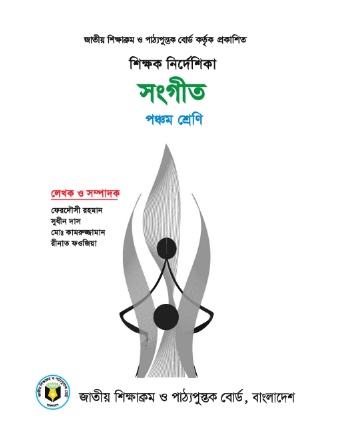 জাতীয় শিক্ষাক্রম ও পাঠ্যপুস্তক বোর্ড কর্তৃক প্রকাশিত
শিক্ষক নির্দেশিকা
সংগীত
পঞ্চম শ্রেণি
লেখক ও সম্পাদক
ফেরদৌসী রহমান
সুধীন দাস
মোঃ কামরুজ্জামান
রীনাত ফওজিয়া
জাতীয় শিক্ষাক্রম ও পাঠ্যপুস্তক বোর্ড, বাংলাদেশ